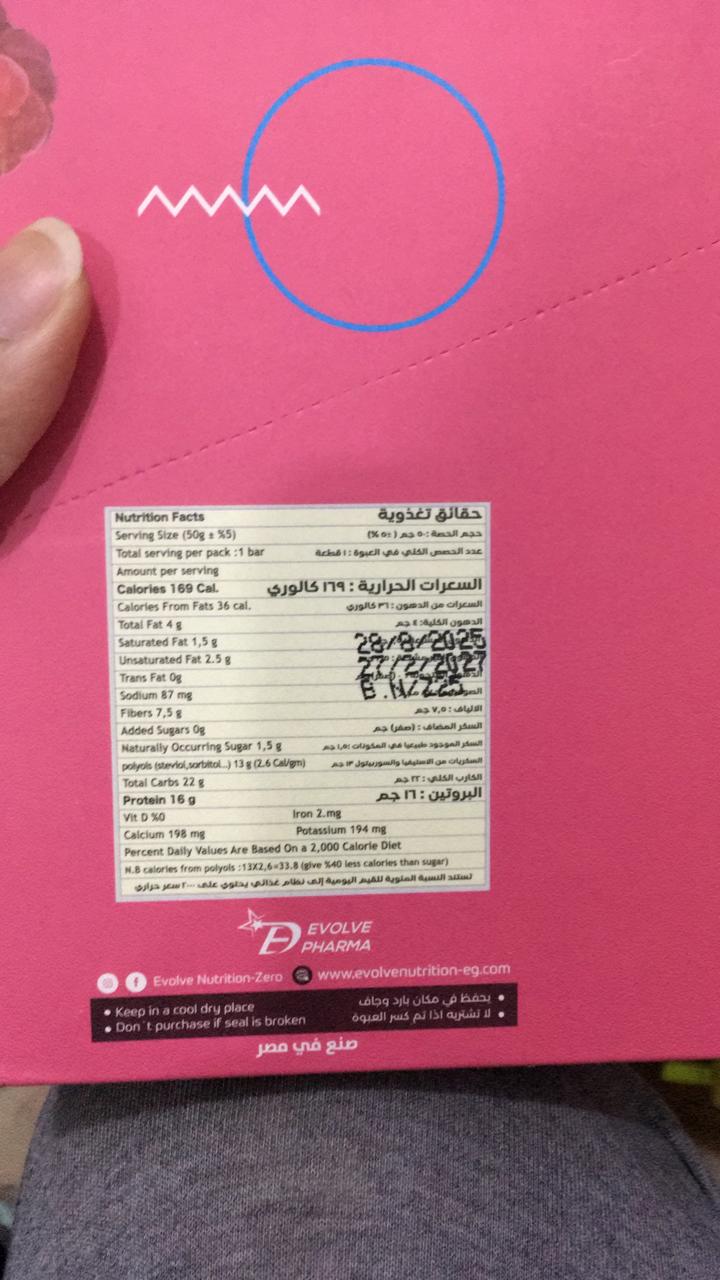 Nutrition Facts حقائق تغذوية
Serving Size (50g ± %5) حجم الحصة :٥٠ جم ( ±٥ %)
Total serving per pack :1 bar عدد الحصص الكلي في العبوة : ١ قطعة
Amount per serving
Calories 169 Cal. السعرات الحرارية : ١٦٩ كالوري
Calories From Fats 36 cal. السعرات من الدهون : ٣٦ كالوري
Total Fat 4 g الدهون الكلية: ٤ جم
Saturated Fat 1,5 g
28/8/2025
Unsaturated Fat 2.5 g
27/2/2027
Trans Fat 0g
Sodium 87 mg
E.N/225
Fibers 7,5 g الالياف : ٧,٥ جم
Added Sugars 0g السكر المضاف : (صفر) جم
Naturally Occurring Sugar 1,5 g السكر الموجود طبيعيا في المكونات :١,٥ جم
polyols (steviol,sorbitol...) 13 g (2.6 Cal/gm) السكريات من الاستيفيا والسوربيتول ١٣ جم
Total Carbs 22 g الكارب الكلي : ٢٢ جم
Protein 16 g البروتين : ١٦ جم
Vit D %0 Iron 2.mg
Calcium 198 mg Potassium 194 mg
Percent Daily Values Are Based On a 2,000 Calorie Diet
N.B calories from polyols :13X2,6=33.8 (give %40 less calories than sugar)
تستند النسبة المئوية للقيم اليومية إلى نظام غذائي يحتوي على ٢٠٠٠ سعر حراري
EVOLVE
PHARMA
Evolve Nutrition-Zero www.evolvenutrition-eg.com
• Keep in a cool dry place • يحفظ في مكان بارد وجاف
• Don`t purchase if seal is broken • لا تشتريه اذا تم كسر العبوة
صنع في مصر